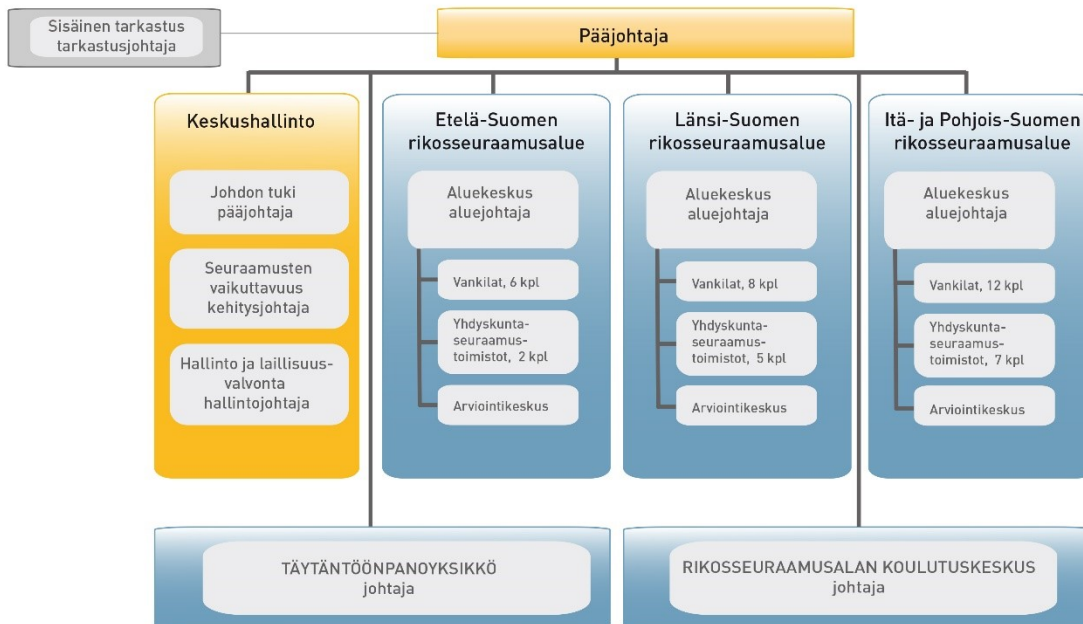 Sisäinen tarkastus
tarkastusjohtaja
Pääjohtaja
Keskushallinto
Johdon tuki
pääjohtaja
Seuraamusten
vaikuttavuus
kehitysjohtaja
Hallinto ja laillisuus-
valvonta
hallintojohtaja
Etelä-Suomen
rikosseuraamusalue
Aluekeskus
aluejohtaja
Vankilat, 6 kpl
Yhdyskunta-
seuraamus-
toimistot, 2 kpl
Arviointikeskus
Länsi-Suomen
rikosseuraamusalue
Aluekeskus
aluejohtaja
Vankilat, 8 kpl
Yhdyskunta-
seuraamus-
toimistot, 5 kpl
Arviointikeskus
Itä- ja Pohjois-Suomen
rikosseuraamusalue
Aluekeskus
aluejohtaja
Vankilat, 12 kpl
Yhdyskunta-
seuraamus-
toimistot, 7 kpl
Arviointikeskus
TÄYTÄNTÖÖNPANOYKSIKKÖ
johtaja
RIKOSSEURAAMUSALAN KOULUTUSKESKUS
johtaja